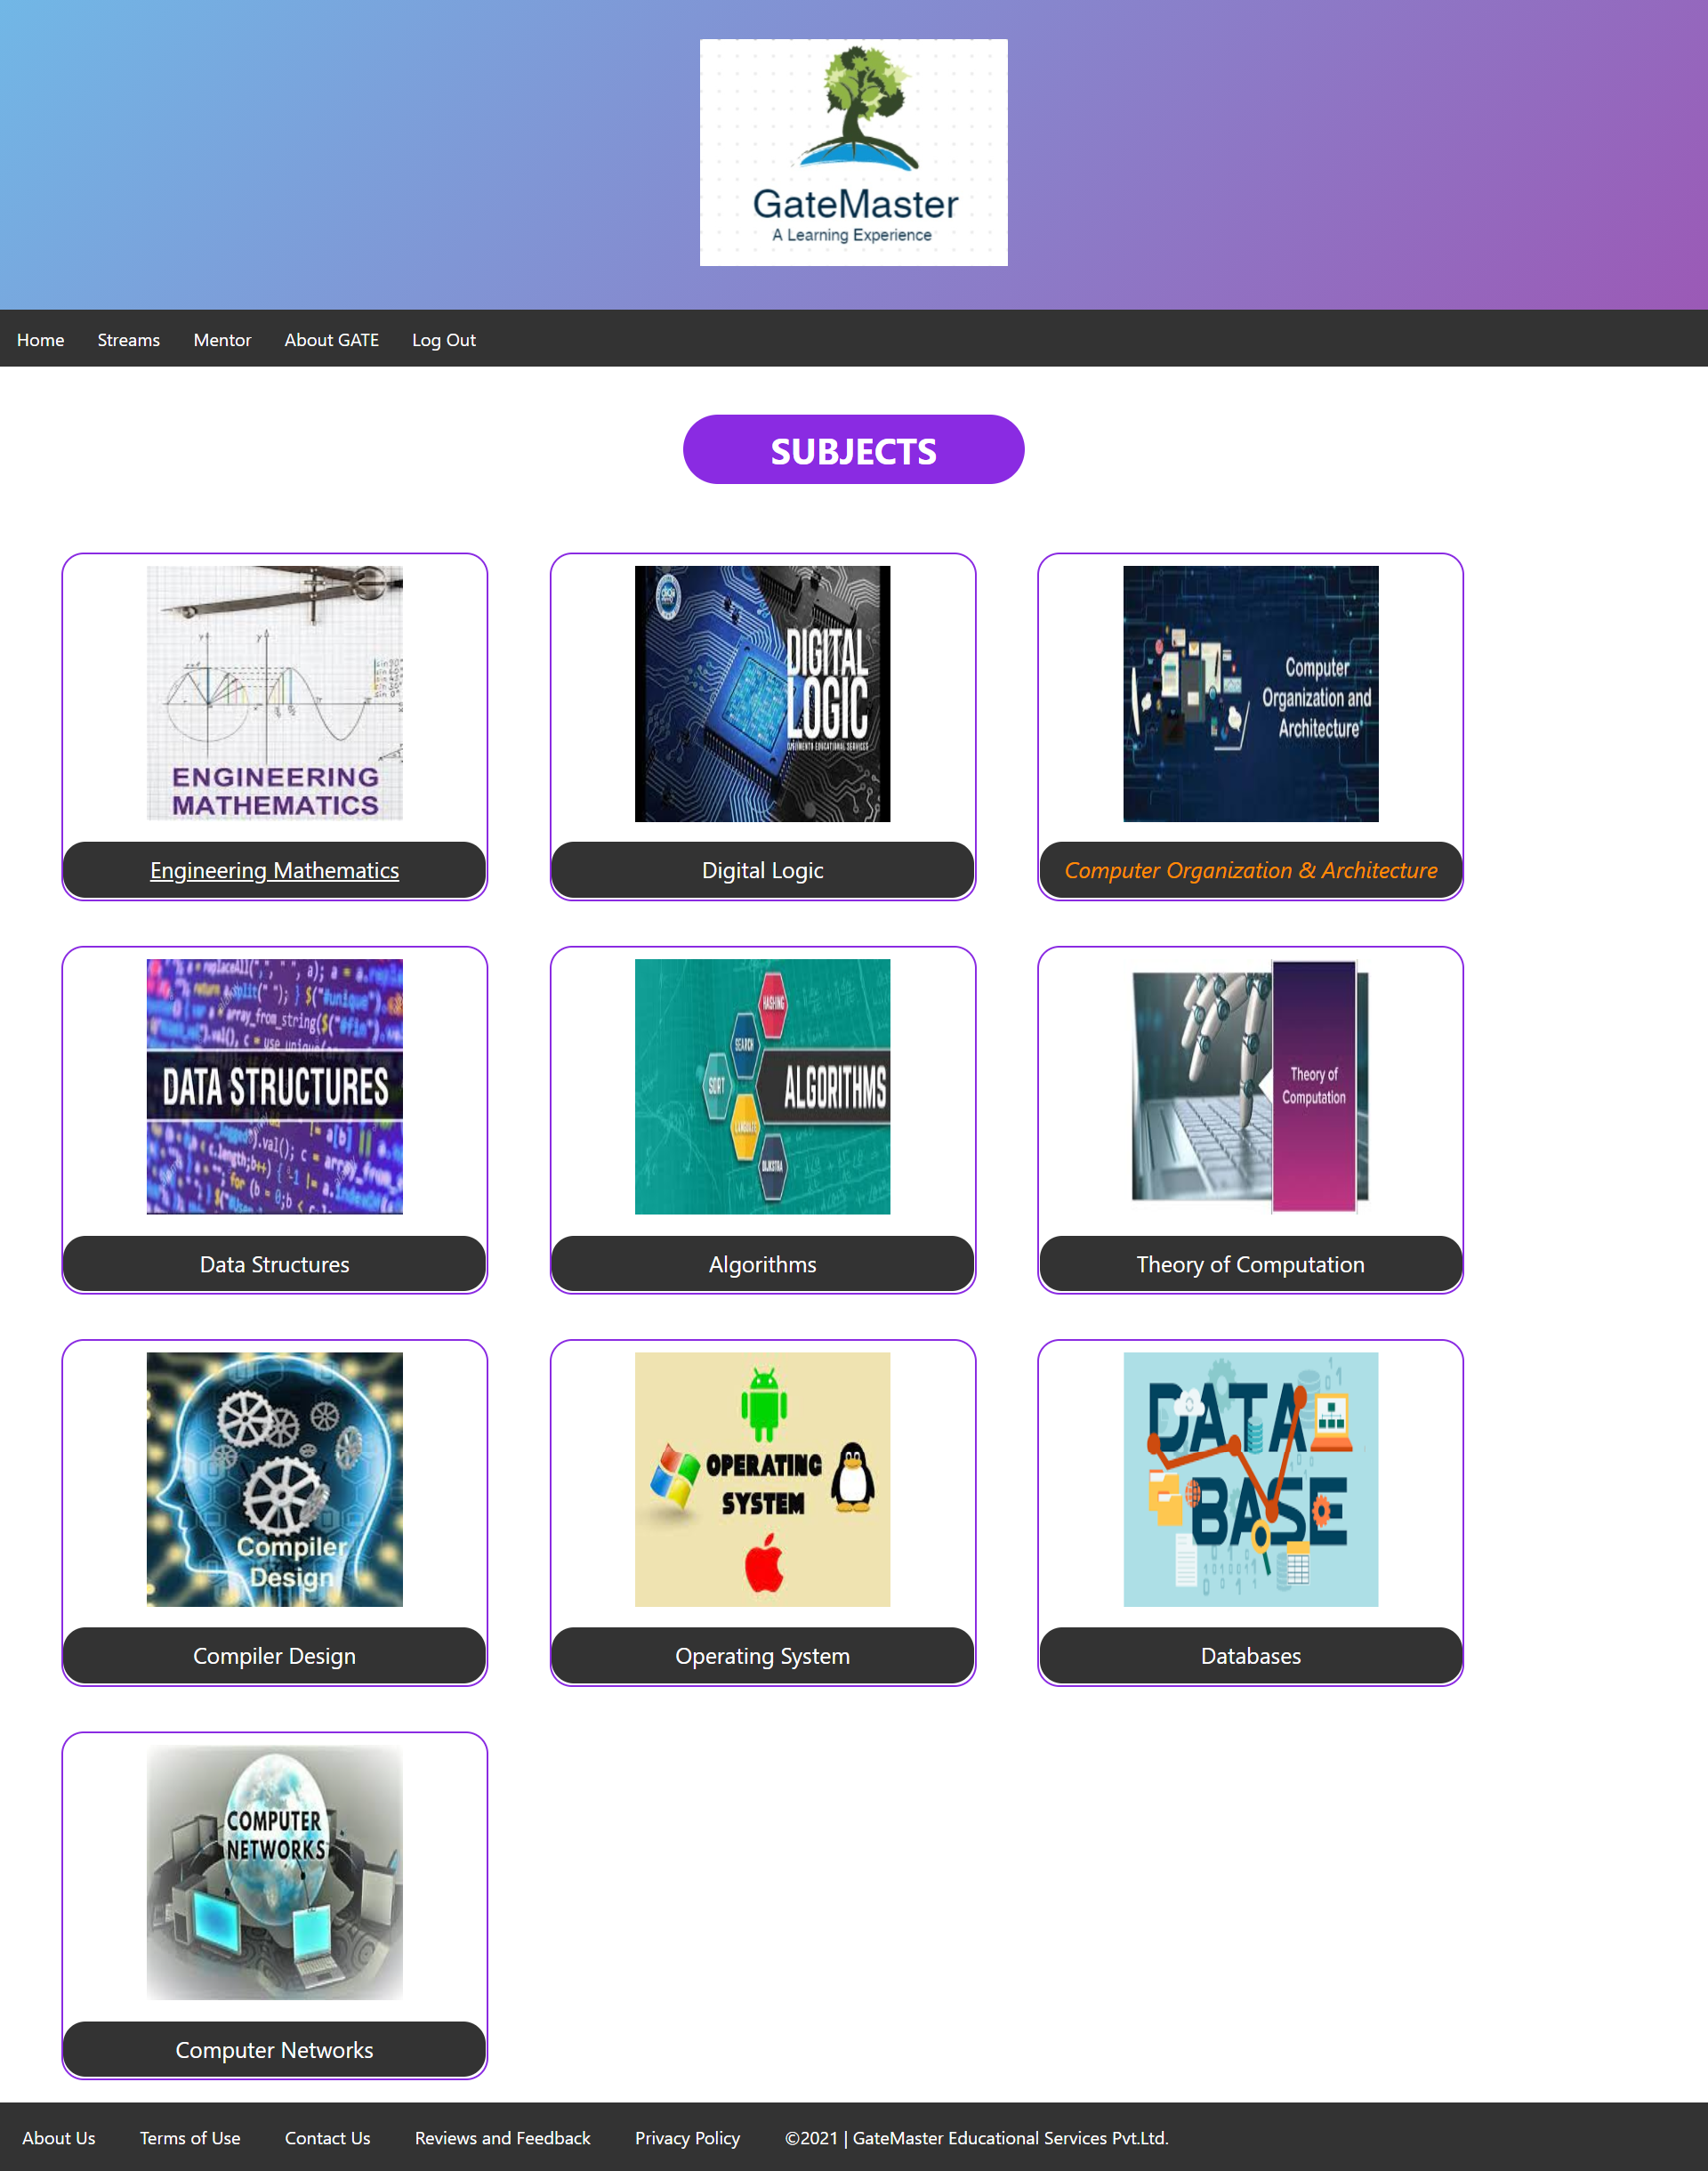 GateMaster
A Learning Experience
Home Streams Mentor About GATE Log Out
SUBJECTS
ENGINEERING
MATHEMATICS
Engineering Mathematics
DIGITAL
LOGIC
Digital Logic
Computer
Organization and
Architecture
Computer Organization & Architecture
DATA STRUCTURES
Data Structures
HASHING
SEARCH
SORT
ALGORITHMS
DIJKSTRA
Algorithms
Theory of
Computation
Theory of Computation
Compiler
Design
Compiler Design
OPERATING
SYSTEM
Operating System
DATA
BASE
Databases
COMPUTER
NETWORKS
Computer Networks
About Us Terms of Use Contact Us Reviews and Feedback Privacy Policy ©2021 | GateMaster Educational Services Pvt.Ltd.